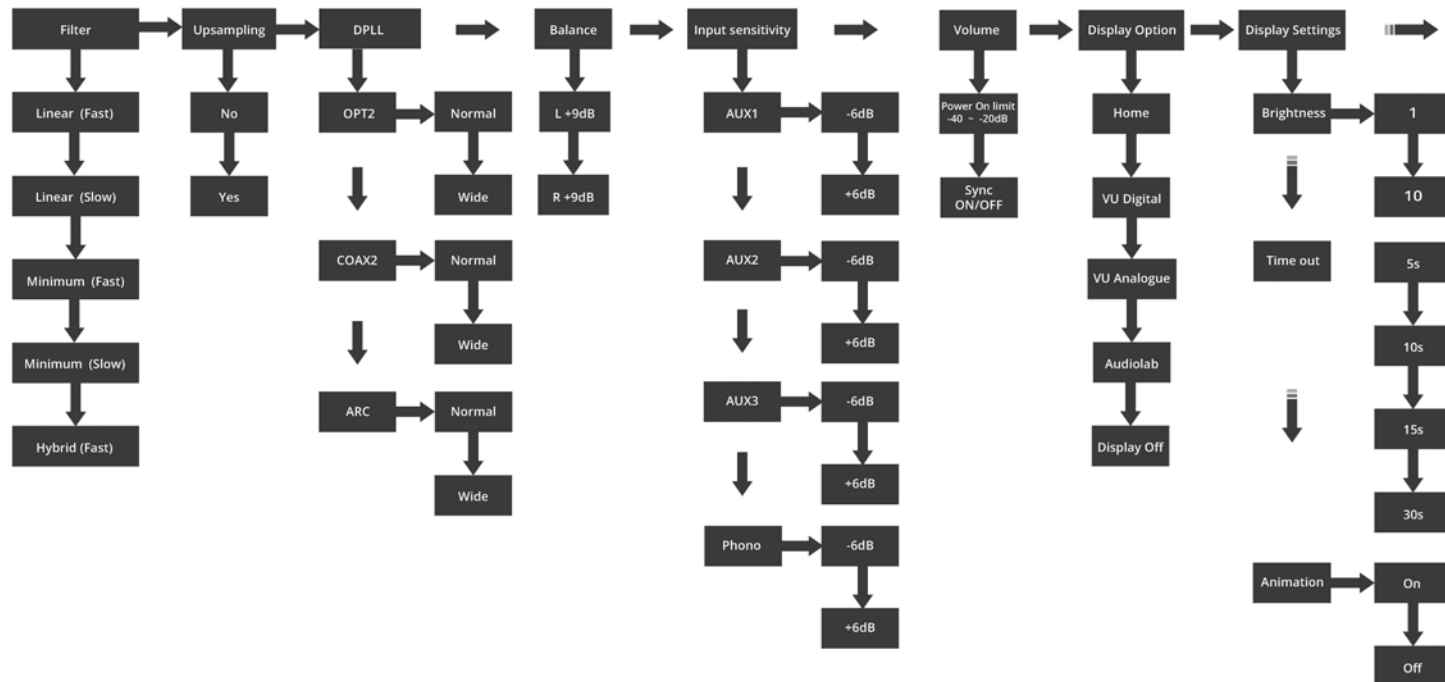 Filter
Upsampling
DPLL
Balance
Input sensitivity
Volume
Display Option
Display Settings
Linear (Fast)
Linear (Slow)
Minimum (Fast)
Minimum (Slow)
Hybrid (Fast)
No
Yes
OPT2
Normal
Wide
COAX2
Normal
Wide
ARC
Normal
Wide
L +9dB
R +9dB
AUX1
-6dB
+6dB
AUX2
-6dB
+6dB
AUX3
-6dB
+6dB
Phono
-6dB
+6dB
Power On limit
-40 ~ -20dB
Sync
ON/OFF
Home
VU Digital
VU Analogue
Audiolab
Display Off
Brightness
1
10
Time out
5s
10s
15s
30s
Animation
On
Off